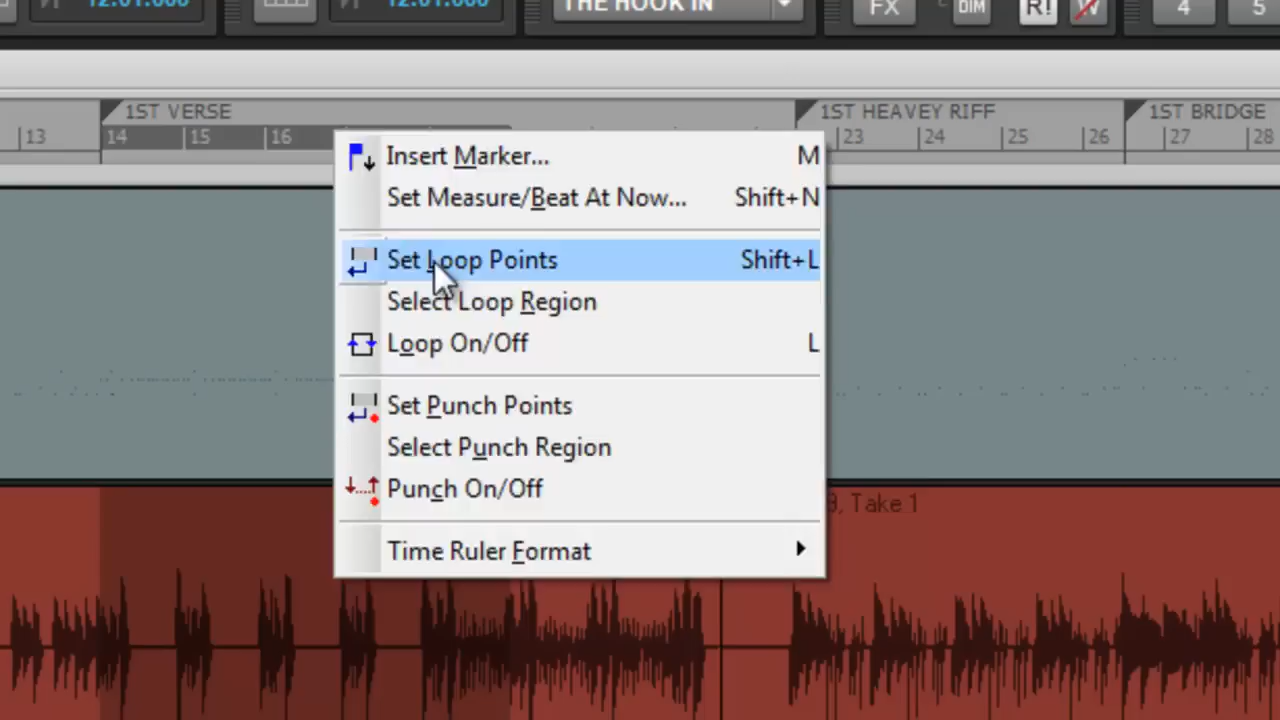 12:01:000
12:01:000
THE HOOK IN
FX
DIM
R!
4
5
1ST VERSE
1ST HEAVEY RIFF
1ST BRIDGE
13
14
15
16
23
24
25
26
27
28
Insert Marker... M
Set Measure/Beat At Now... Shift+N
Set Loop Points Shift+L
Select Loop Region
Loop On/Off L
Set Punch Points
Select Punch Region
Punch On/Off
Time Ruler Format
, Take 1